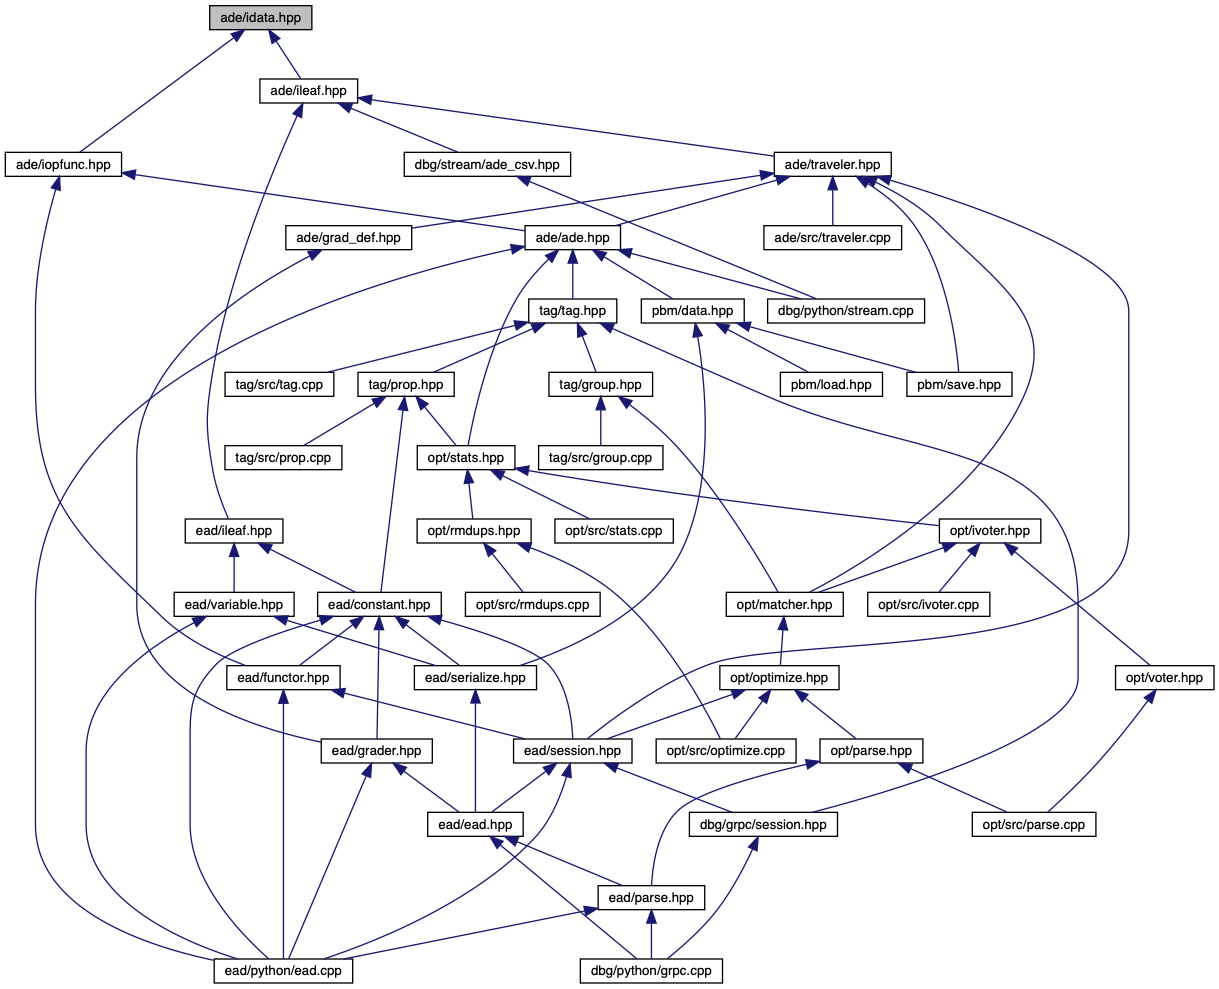 ade/idata.hpp
ade/ileaf.hpp
ade/iopfunc.hpp
dbg/stream/ade_csv.hpp
ade/traveler.hpp
ade/grad_def.hpp
ade/ade.hpp
ade/src/traveler.cpp
tag/tag.hpp
pbm/data.hpp
dbg/python/stream.cpp
tag/src/tag.cpp
tag/prop.hpp
tag/group.hpp
pbm/load.hpp
pbm/save.hpp
tag/src/prop.cpp
opt/stats.hpp
tag/src/group.cpp
ead/ileaf.hpp
opt/rmdups.hpp
opt/src/stats.cpp
opt/ivoter.hpp
ead/variable.hpp
ead/constant.hpp
opt/src/rmdups.cpp
opt/matcher.hpp
opt/src/ivoter.cpp
ead/functor.hpp
ead/serialize.hpp
opt/optimize.hpp
opt/voter.hpp
ead/grader.hpp
ead/session.hpp
opt/src/optimize.cpp
opt/parse.hpp
ead/ead.hpp
dbg/grpc/session.hpp
opt/src/parse.cpp
ead/parse.hpp
ead/python/ead.cpp
dbg/python/grpc.cpp